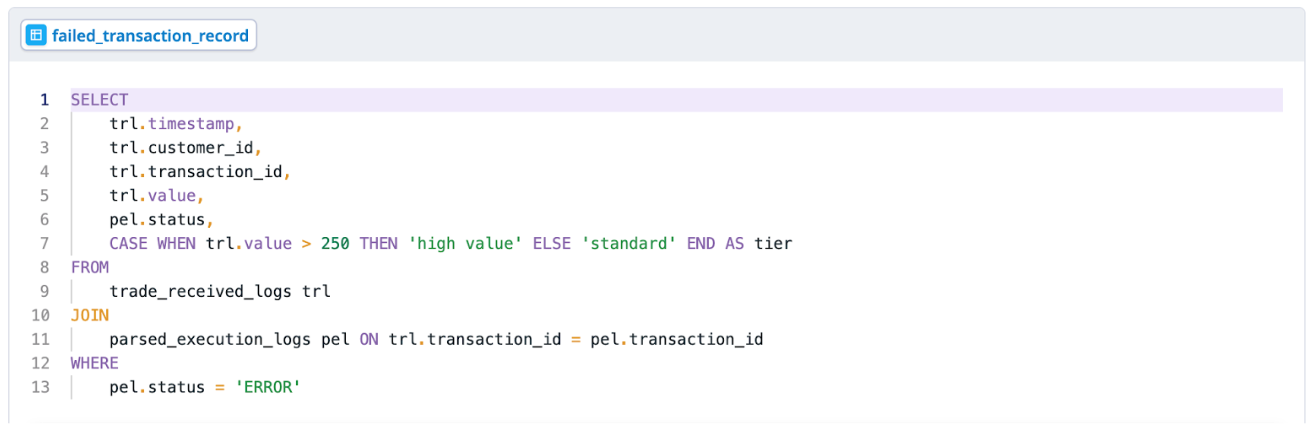 failed_transaction_record
1 SELECT
2 trl.timestamp,
3 trl.customer_id,
4 trl.transaction_id,
5 trl.value,
6 pel.status,
7 CASE WHEN trl.value > 250 THEN 'high value' ELSE 'standard' END AS tier
8 FROM
9 trade_received_logs trl
10 JOIN
11 parsed_execution_logs pel ON trl.transaction_id = pel.transaction_id
12 WHERE
13 pel.status = 'ERROR'